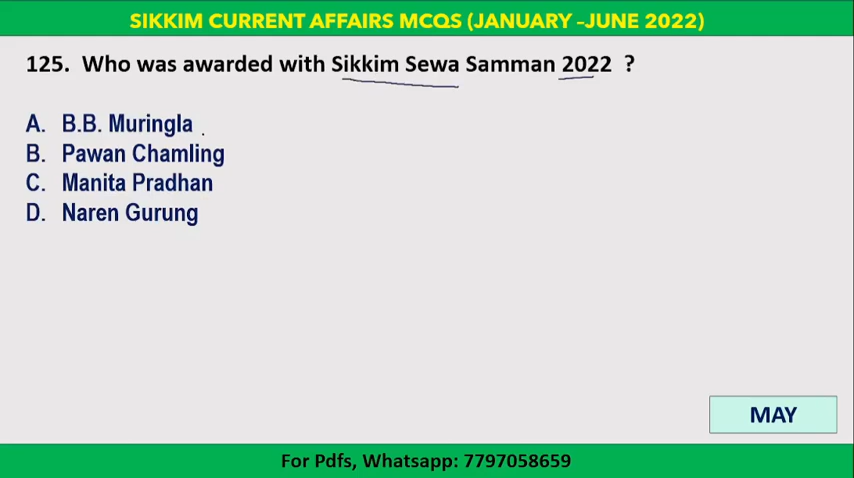 SIKKIM CURRENT AFFAIRS MCQS (JANUARY –JUNE 2022)
125. Who was awarded with Sikkim Sewa Samman 2022 ?
A. B.B. Muringla
B. Pawan Chamling
C. Manita Pradhan
D. Naren Gurung
MAY
For Pdfs, Whatsapp: 7797058659